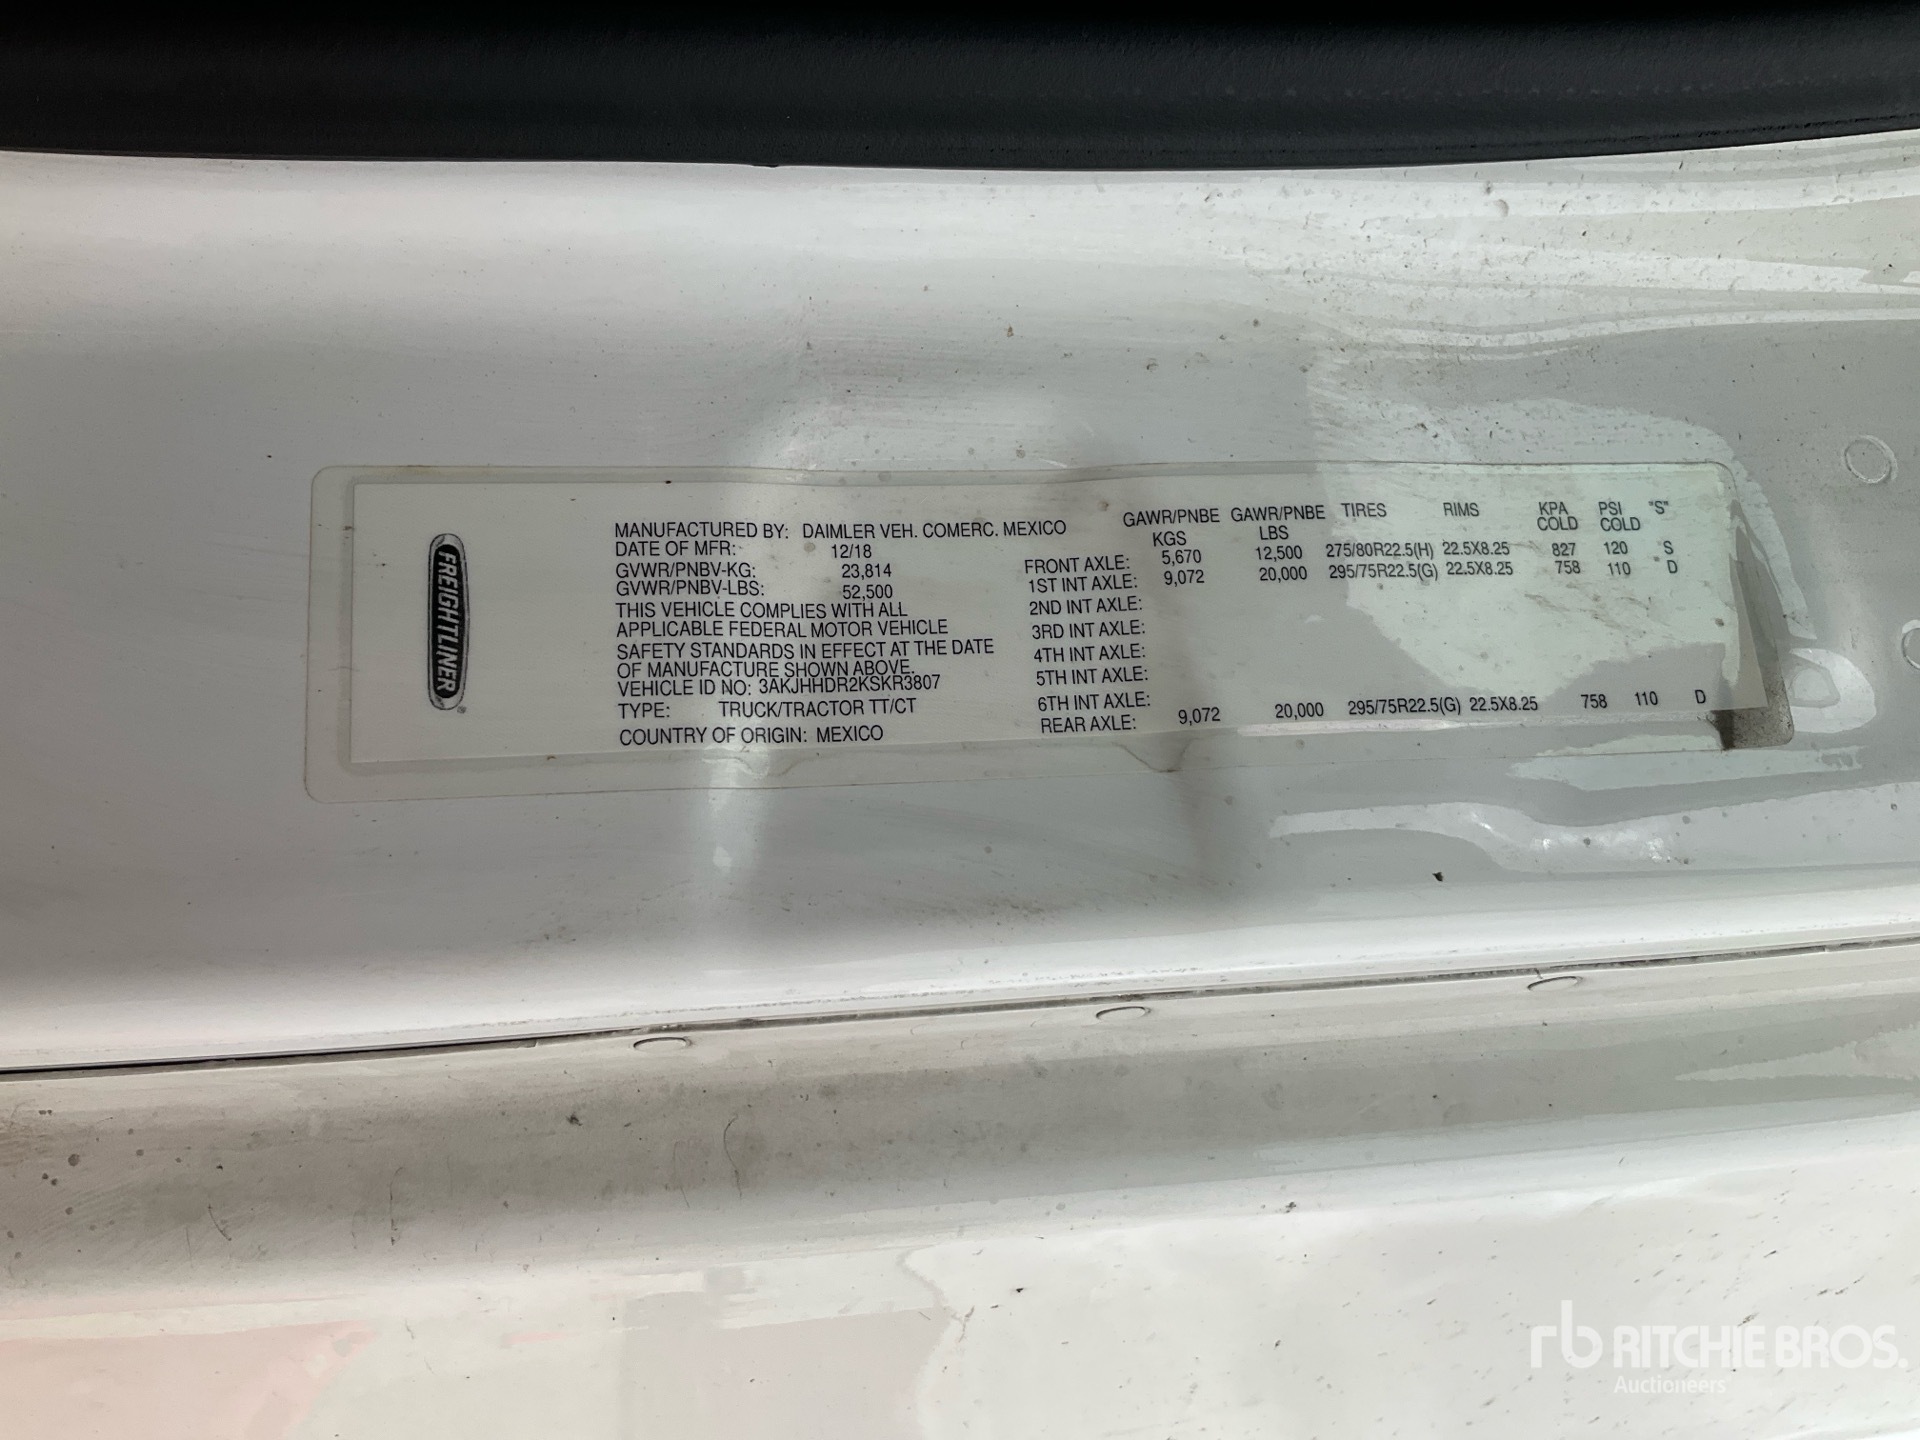 FREIGHTLINER
MANUFACTURED BY: DAIMLER VEH. COMERC. MEXICO
DATE OF MFR: 12/18
GVWR/PNBV-KG: 23,814
GVWR/PNBV-LBS: 52,500
THIS VEHICLE COMPLIES WITH ALL
APPLICABLE FEDERAL MOTOR VEHICLE
SAFETY STANDARDS IN EFFECT AT THE DATE
OF MANUFACTURE SHOWN ABOVE.
VEHICLE ID NO: 3AKJHHDR2KSKR3807
TYPE: TRUCK/TRACTOR TT/CT
COUNTRY OF ORIGIN: MEXICO
GAWR/PNBE GAWR/PNBE TIRES RIMS KPA PSI "S"
KGS LBS COLD COLD
FRONT AXLE: 5,670 12,500 275/80R22.5(H) 22.5X8.25 827 120 S
1ST INT AXLE: 9,072 20,000 295/75R22.5(G) 22.5X8.25 758 110 D
2ND INT AXLE:
3RD INT AXLE:
4TH INT AXLE:
5TH INT AXLE:
6TH INT AXLE:
REAR AXLE: 9,072 20,000 295/75R22.5(G) 22.5X8.25 758 110 D
rb RITCHIE BROS.
Auctioneers